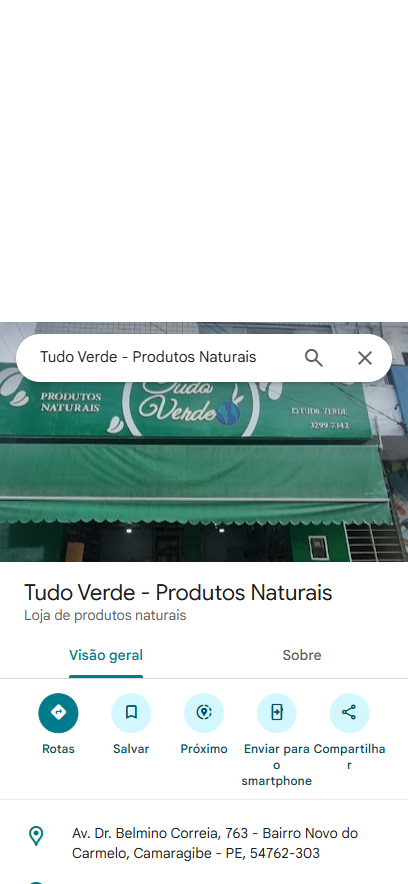 Tudo Verde - Produtos Naturais
PRODUTOS
NATURAIS
Tudo
Verde
TUDO VERDE
3299 7342
Tudo Verde - Produtos Naturais
Loja de produtos naturais
Visão geral
Sobre
Rotas
Salvar
Próximo
Enviar para
o
smartphone
Compartilha
r
Av. Dr. Belmino Correia, 763 - Bairro Novo do
Carmelo, Camaragibe - PE, 54762-303